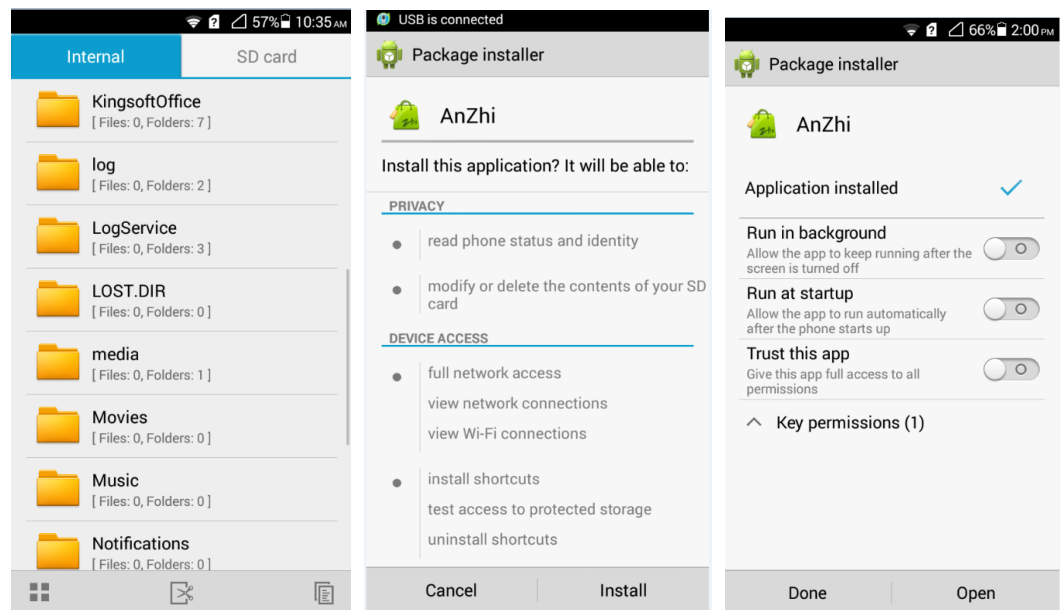 57% 10:35 AM
Internal
SD card
KingsoftOffice
[ Files: 0, Folders: 7 ]
log
[ Files: 0, Folders: 2 ]
LogService
[ Files: 0, Folders: 3 ]
LOST.DIR
[ Files: 0, Folders: 0 ]
media
[ Files: 0, Folders: 1 ]
Movies
[ Files: 0, Folders: 0 ]
Music
[ Files: 0, Folders: 0 ]
Notifications
[ Files: 0, Folders: 0 ]
USB is connected
Package installer
AnZhi
Install this application? It will be able to:
PRIVACY
read phone status and identity
modify or delete the contents of your SD
card
DEVICE ACCESS
full network access
view network connections
view Wi-Fi connections
install shortcuts
test access to protected storage
uninstall shortcuts
Cancel
Install
66% 2:00 PM
Package installer
AnZhi
Application installed
Run in background
Allow the app to keep running after the
screen is turned off
Run at startup
Allow the app to run automatically
after the phone starts up
Trust this app
Give this app full access to all
permissions
Key permissions (1)
Done
Open